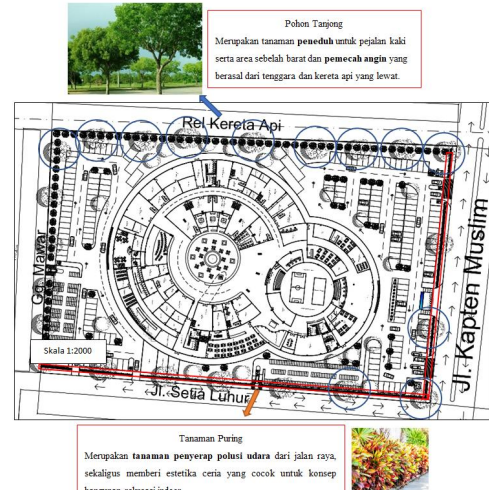 Pohon Tanjong
Merupakan tanaman peneduh untuk pejalan kaki
serta area sebelah barat dan pemecah angin yang
berasal dari tenggara dan kereta api yang lewat.
Rel Kereta Api
Gg. Mawar
Jl. Kapten Muslim
Skala 1:2000
Jl. Setia Luhur
Tanaman Puring
Merupakan tanaman penyerap polusi udara dari jalan raya,
sekaligus memberi estetika ceria yang cocok untuk konsep